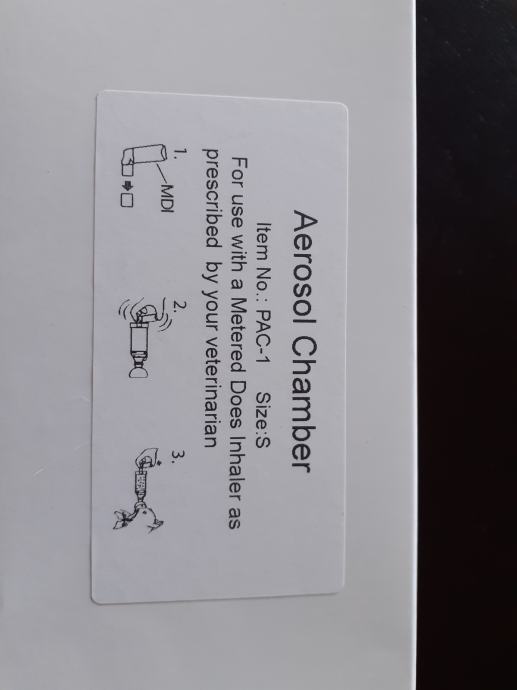 Aerosol Chamber
Item No.: PAC-1 Size:S
For use with a Metered Does Inhaler as
prescribed by your veterinarian
1.
MDI
2.
3.